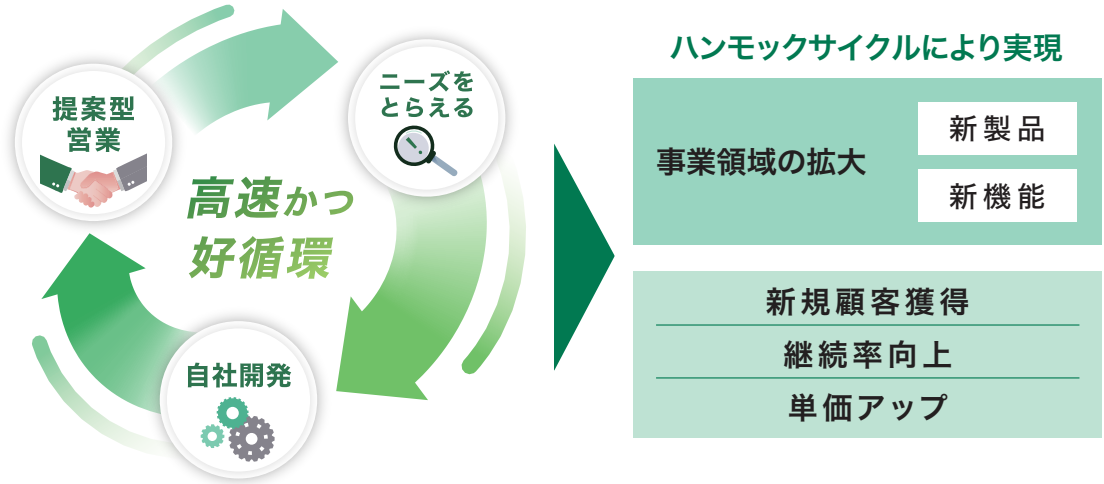 提案型
営業
ニーズを
とらえる
高速かつ
好循環
自社開発
ハンモックサイクルにより実現
事業領域の拡大
新製品
新機能
新規顧客獲得
継続率向上
単価アップ